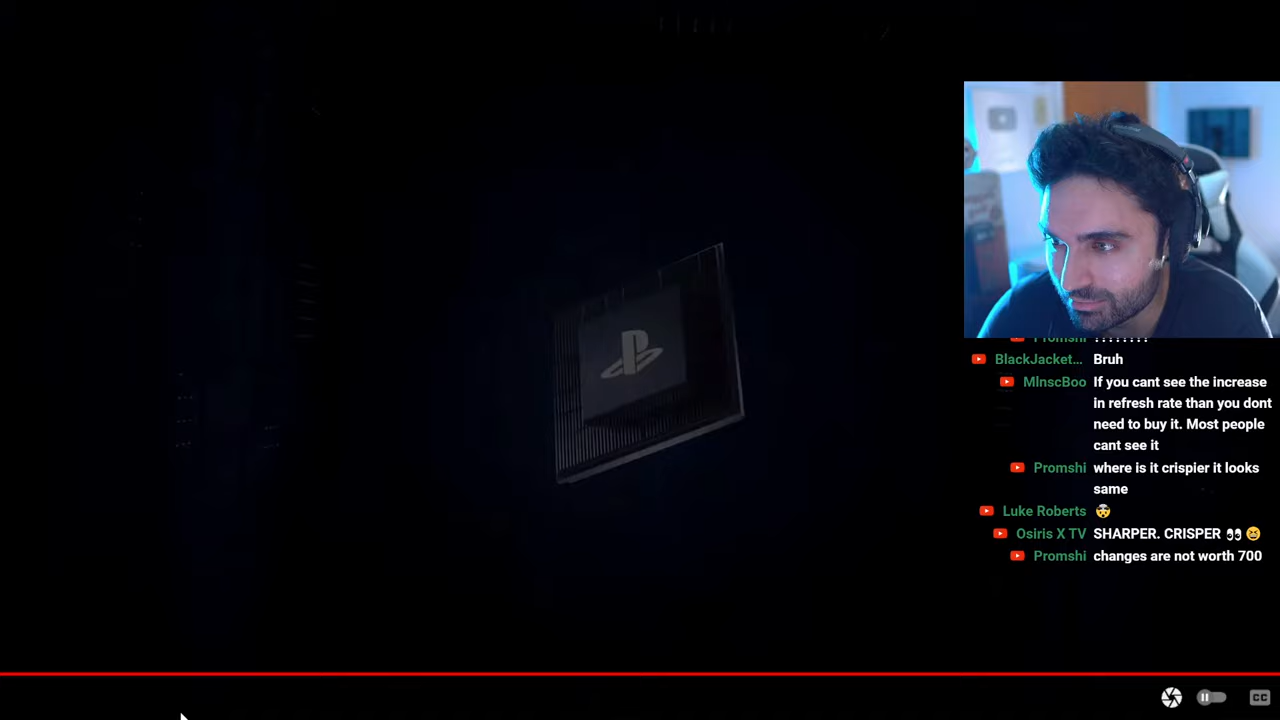 BlackJacket... Bruh
MlnscBoo If you cant see the increase
in refresh rate than you dont
need to buy it. Most people
cant see it
Promshi where is it crispier it looks
same
Luke Roberts 🤯
Osiris X TV SHARPER. CRISPER 👀 😆
Promshi changes are not worth 700
CC